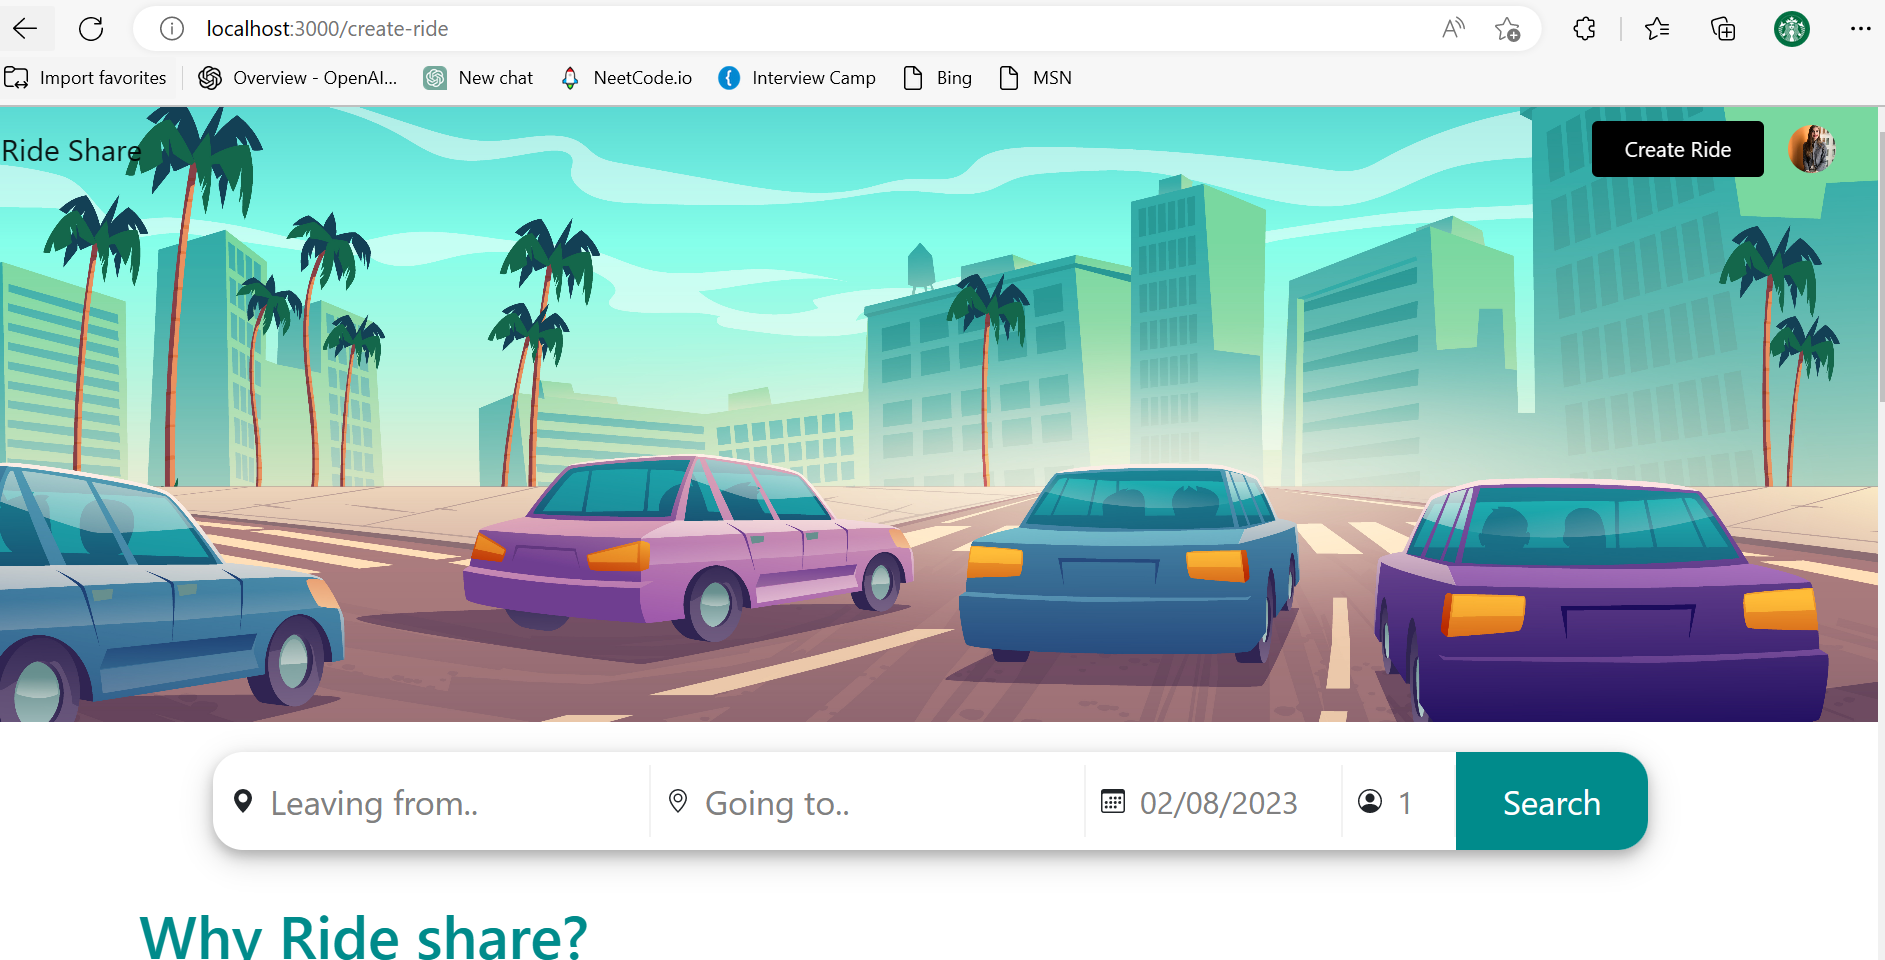 localhost:3000/create-ride
Import favorites
Overview - OpenAI...
New chat
NeetCode.io
Interview Camp
Bing
MSN
Ride Share
Create Ride
Leaving from..
Going to..
02/08/2023
1
Search
Why Ride share?